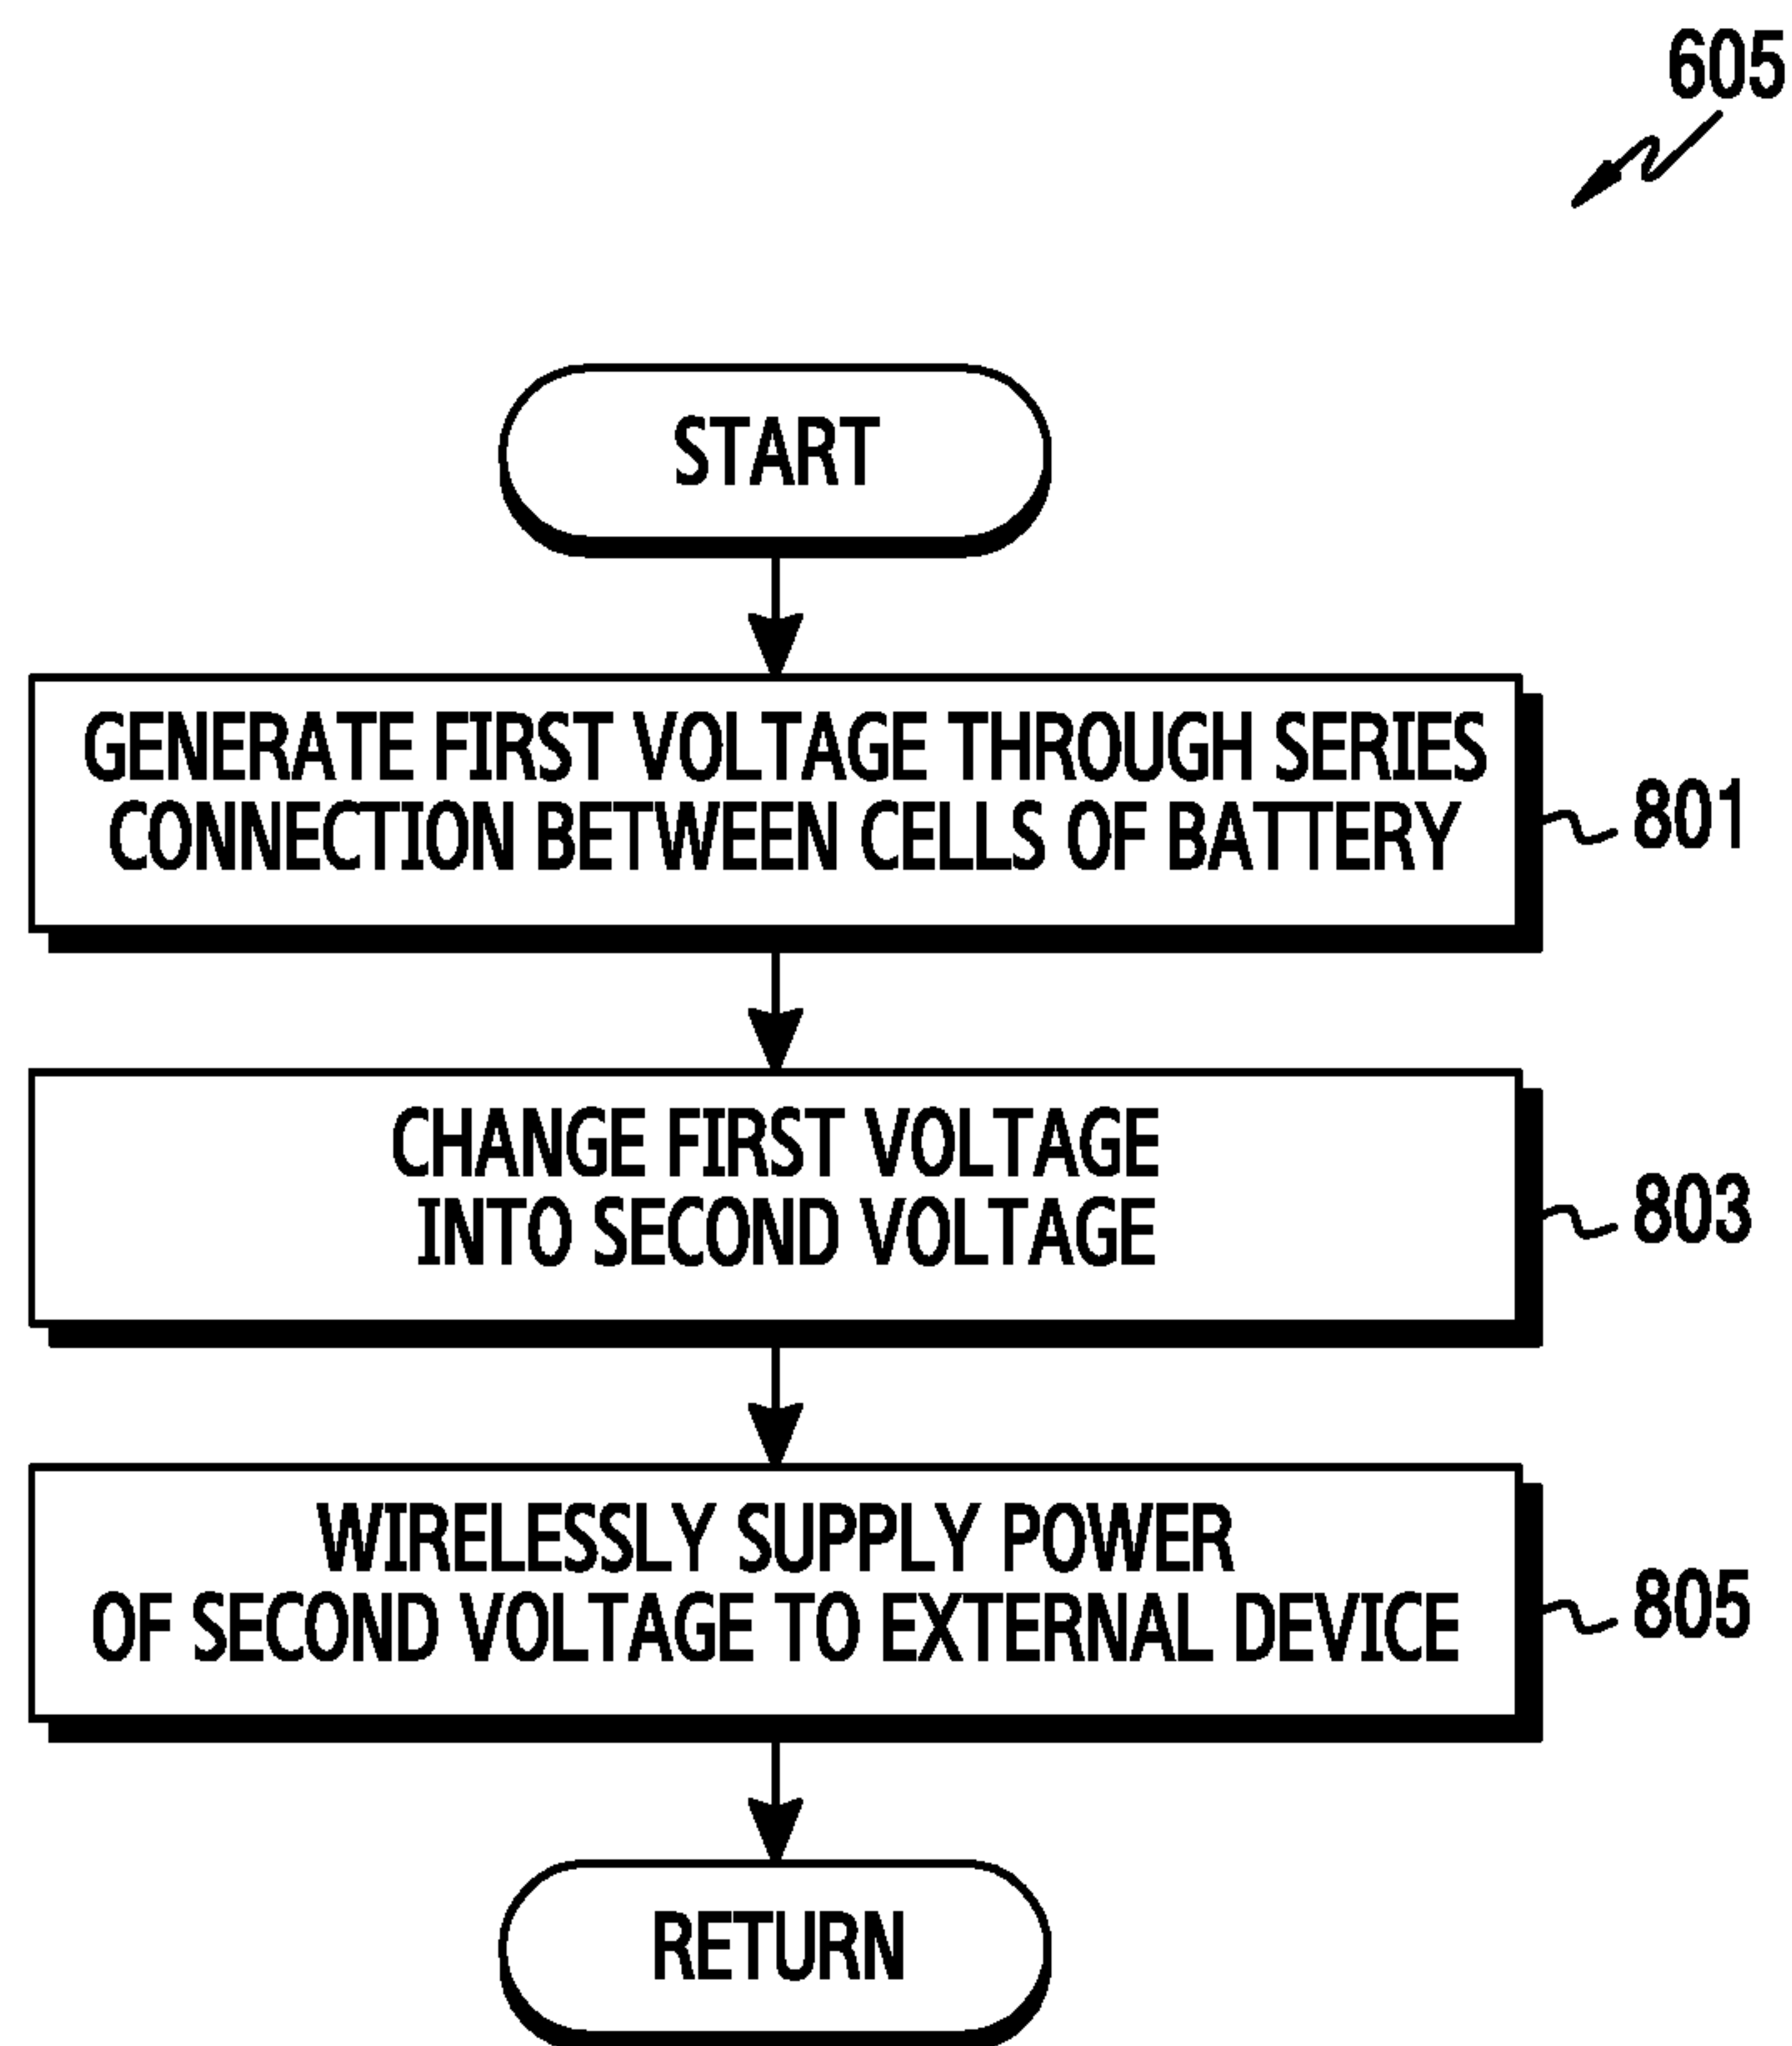 605
START
GENERATE FIRST VOLTAGE THROUGH SERIES
CONNECTION BETWEEN CELLS OF BATTERY
801
CHANGE FIRST VOLTAGE
INTO SECOND VOLTAGE
803
WIRELESSLY SUPPLY POWER
OF SECOND VOLTAGE TO EXTERNAL DEVICE
805
RETURN